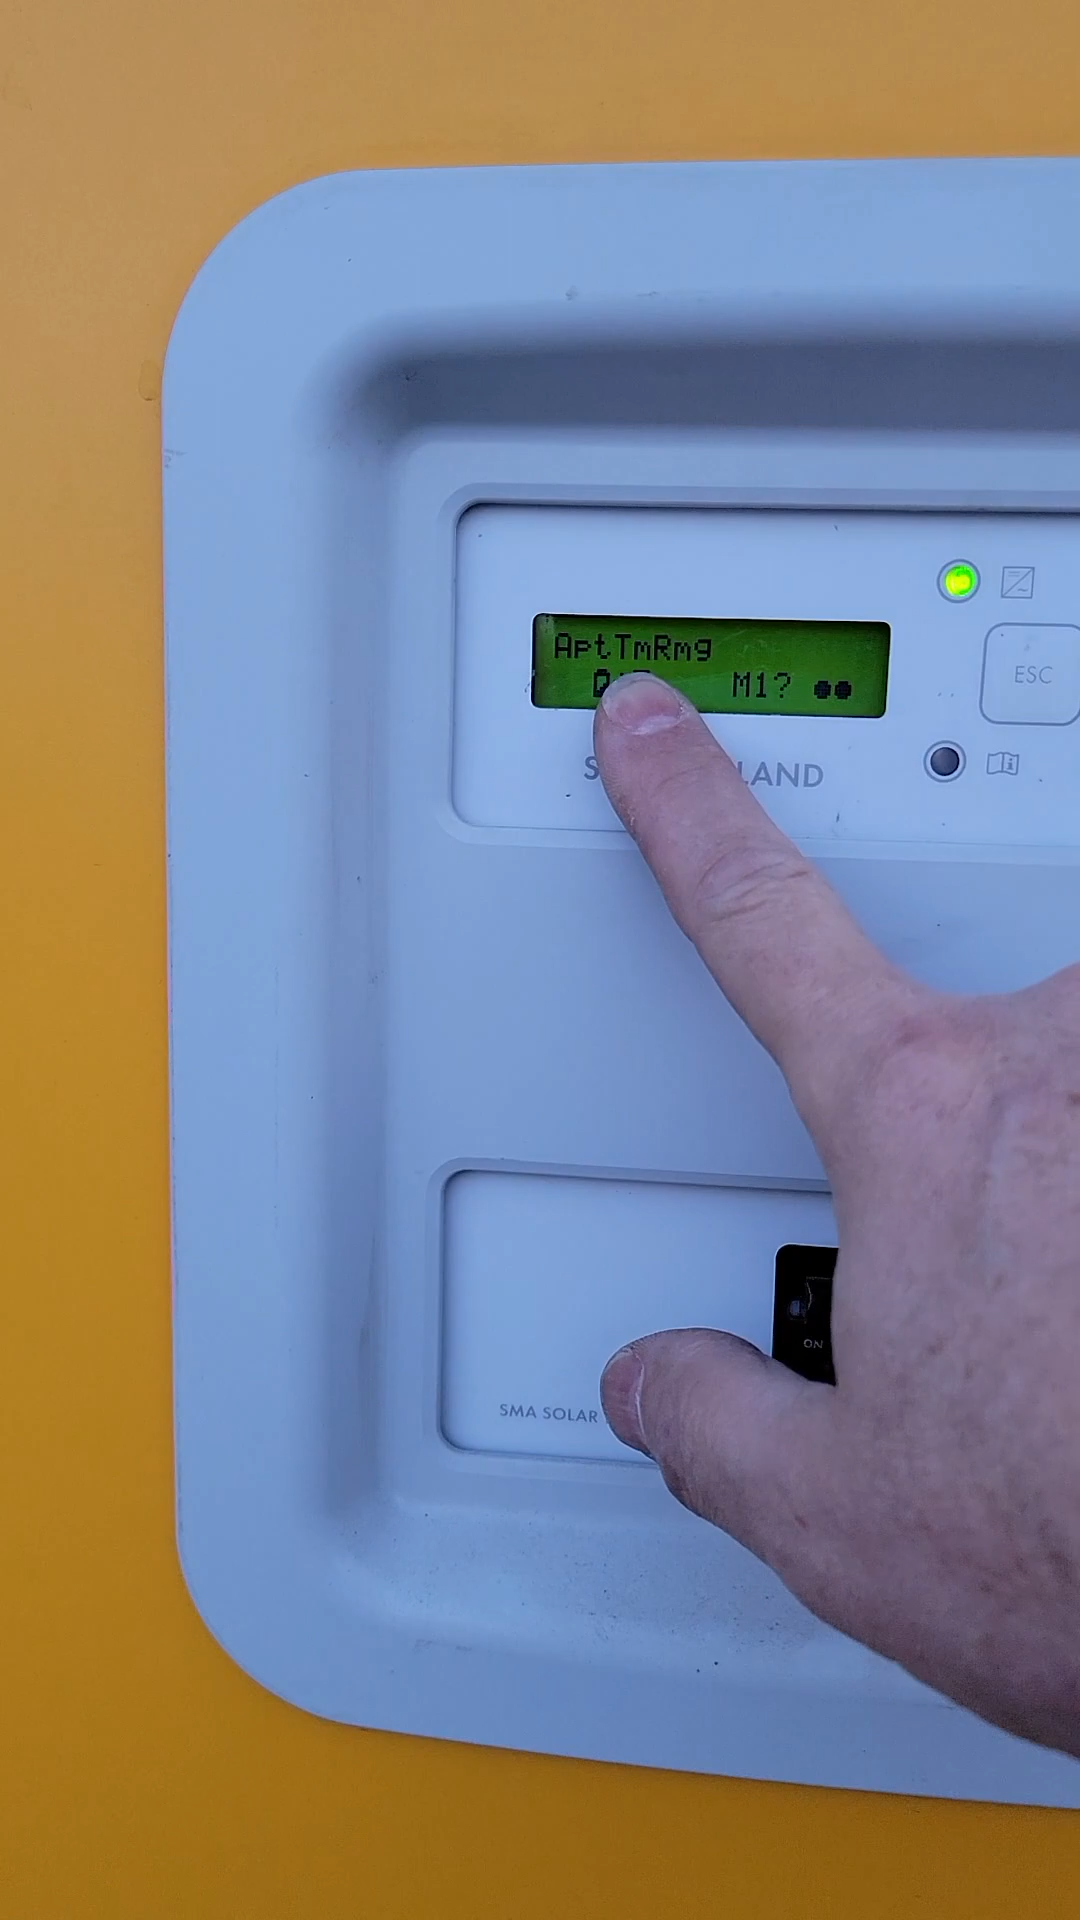 AptTmRmg
M1? ●●
ESC
LAND
ON
SMA SOLAR